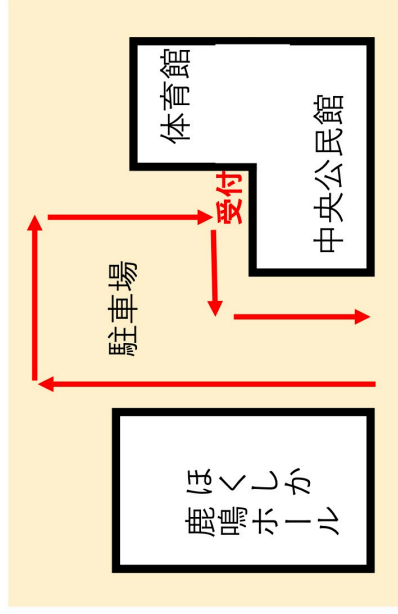 体育館
受付
中央公民館
駐車場
ほくしか
鹿鳴ホール